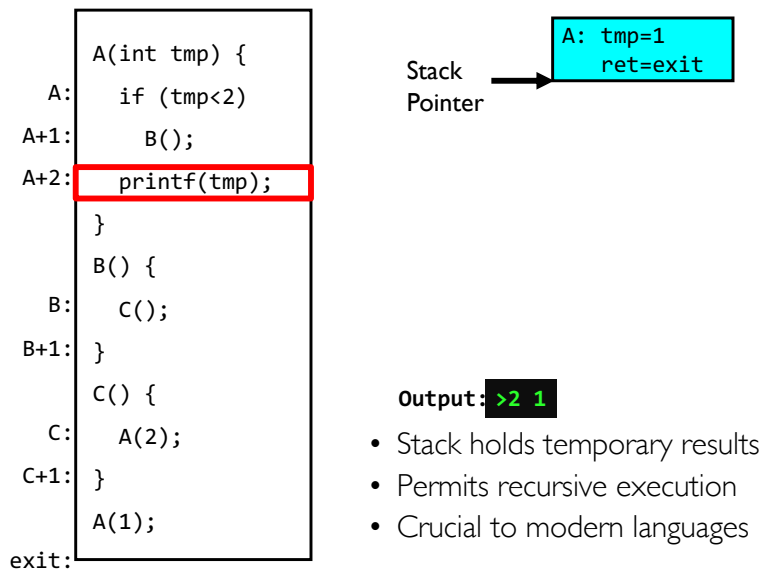 A(int tmp) {
A: if (tmp<2)
A+1: B();
A+2: printf(tmp);
}
B() {
B: C();
B+1: }
C() {
C: A(2);
C+1: }
A(1);
exit:
Stack
Pointer
A: tmp=1
ret=exit
Output: >2 1
• Stack holds temporary results
• Permits recursive execution
• Crucial to modern languages